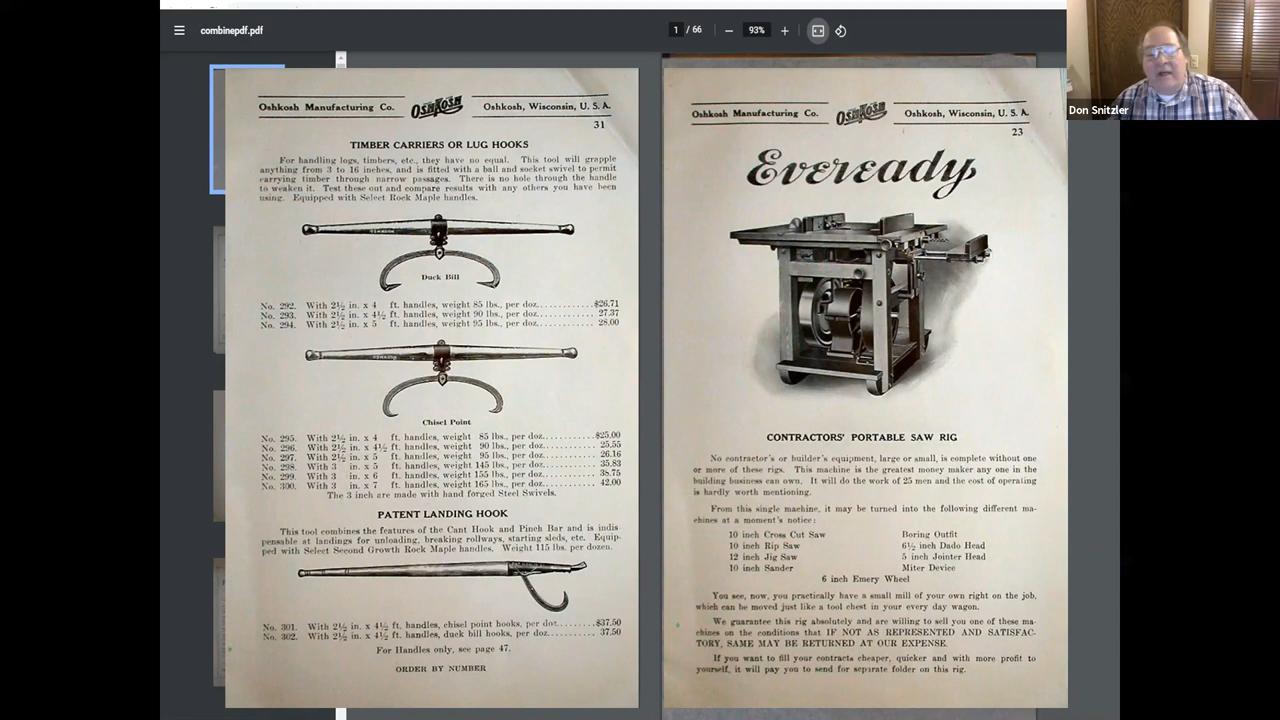 combinepdf.pdf
1 / 66
93%
Don Snitzler
Oshkosh Manufacturing Co. OSHKOSH Oshkosh, Wisconsin, U. S. A.
31
TIMBER CARRIERS OR LUG HOOKS
For handling logs, timbers, etc., they have no equal. This tool will grapple
anything from 3 to 16 inches, and is fitted with a ball and socket swivel to permit
carrying timber through narrow passages. There is no hole through the handle
to weaken it. Test these out and compare results with any others you have been
using. Equipped with Select Rock Maple handles.
Duck Bill
No. 292. With 2½ in. x 4 ft. handles, weight 85 lbs., per doz............$26.71
No. 293. With 2½ in. x 4½ ft. handles, weight 90 lbs., per doz............ 27.37
No. 294. With 2½ in. x 5 ft. handles, weight 95 lbs., per doz............ 28.00
Chisel Point
No. 295. With 2½ in. x 4 ft. handles, weight 85 lbs., per doz............$25.00
No. 296. With 2½ in. x 4½ ft. handles, weight 90 lbs., per doz............ 25.55
No. 297. With 2½ in. x 5 ft. handles, weight 95 lbs., per doz............ 26.16
No. 298. With 3 in. x 5 ft. handles, weight 145 lbs., per doz............ 35.83
No. 299. With 3 in. x 6 ft. handles, weight 155 lbs., per doz............ 38.75
No. 300. With 3 in. x 7 ft. handles, weight 165 lbs., per doz............ 42.00
The 3 inch are made with hand forged Steel Swivels.
PATENT LANDING HOOK
This tool combines the features of the Cant Hook and Pinch Bar and is indis-
pensable at landings for unloading, breaking rollways, starting sleds, etc. Equip-
ped with Select Second Growth Rock Maple handles. Weight 115 lbs. per dozen.
No. 301. With 2½ in. x 4½ ft. handles, chisel point hooks, per doz.........$37.50
No. 302. With 2½ in. x 4½ ft. handles, duck bill hooks, per doz........... 37.50
For Handles only, see page 47.
ORDER BY NUMBER
Oshkosh Manufacturing Co. OSHKOSH Oshkosh, Wisconsin, U. S. A.
23
Eveready
CONTRACTORS' PORTABLE SAW RIG
No contractor's or builder's equipment, large or small, is complete without one
or more of these rigs. This machine is the greatest money maker any one in the
building business can own. It will do the work of 25 men and the cost of operating
is hardly worth mentioning.
From this single machine, it may be turned into the following different ma-
chines at a moment's notice:
10 inch Cross Cut Saw Boring Outfit
10 inch Rip Saw 6½ inch Dado Head
12 inch Jig Saw 5 inch Jointer Head
10 inch Sander Miter Device
6 inch Emery Wheel
You see, now, you practically have a small mill of your own right on the job,
which can be moved just like a tool chest in your every day wagon.
We guarantee this rig absolutely and are willing to sell you one of these ma-
chines on the conditions that IF NOT AS REPRESENTED AND SATISFAC-
TORY, SAME MAY BE RETURNED AT OUR EXPENSE.
If you want to fill your contracts cheaper, quicker and with more profit to
yourself, it will pay you to send for separate folder on this rig.